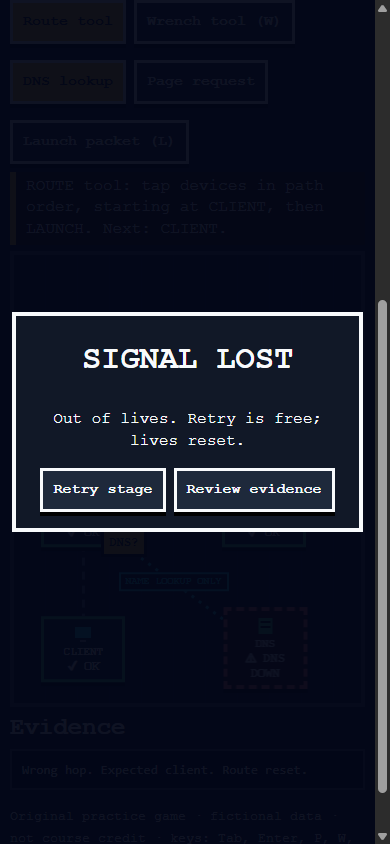 Route tool
Wrench tool (W)
DNS lookup
Page request
Launch packet (L)
ROUTE tool: tap devices in path
order, starting at CLIENT, then
LAUNCH. Next: CLIENT.
SIGNAL LOST
Out of lives. Retry is free;
lives reset.
Retry stage
Review evidence
DNS?
CLIENT
✓ OK
DNS
⚠ DNS
DOWN
Evidence
Wrong hop. Expected client. Route reset.
Original practice game · fictional data ·
not course credit · keys: Tab, Enter, P, W,